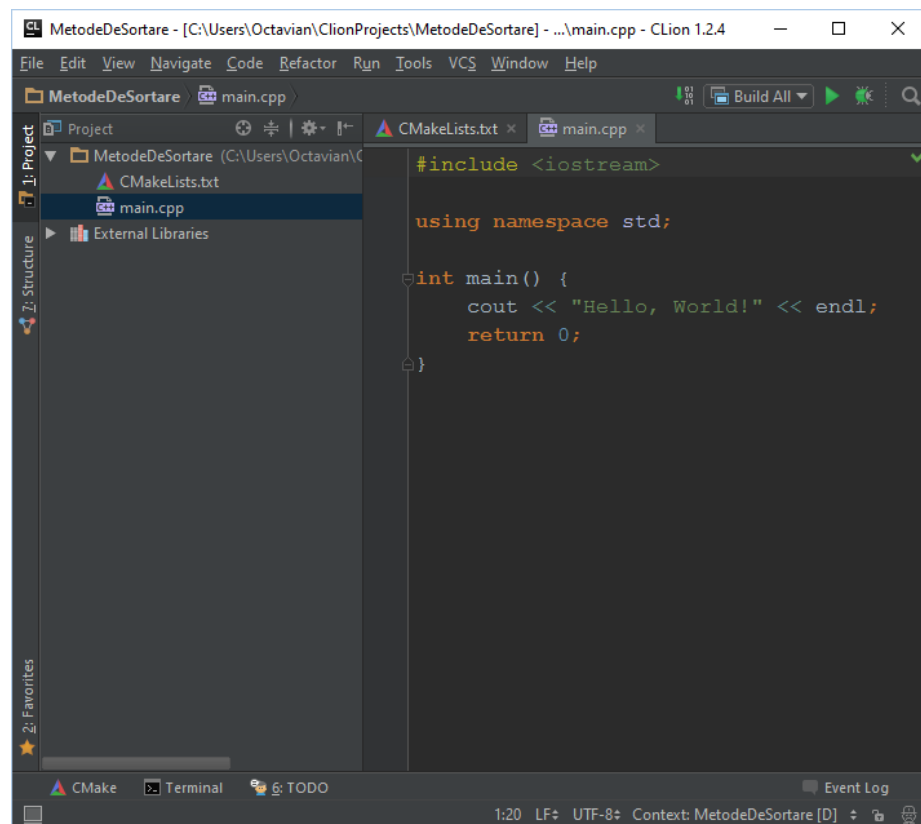 MetodeDeSortare - [C:\Users\Octavian\ClionProjects\MetodeDeSortare] - ...\main.cpp - CLion 1.2.4
File Edit View Navigate Code Refactor Run Tools VCS Window Help
MetodeDeSortare main.cpp
Build All
1: Project
7: Structure
2: Favorites
Project
MetodeDeSortare (C:\Users\Octavian\C
CMakeLists.txt
main.cpp
External Libraries
CMakeLists.txt × main.cpp ×
#include <iostream>
using namespace std;
int main() {
    cout << "Hello, World!" << endl;
    return 0;
}
CMake Terminal 6: TODO Event Log
1:20 LF÷ UTF-8÷ Context: MetodeDeSortare [D] ÷